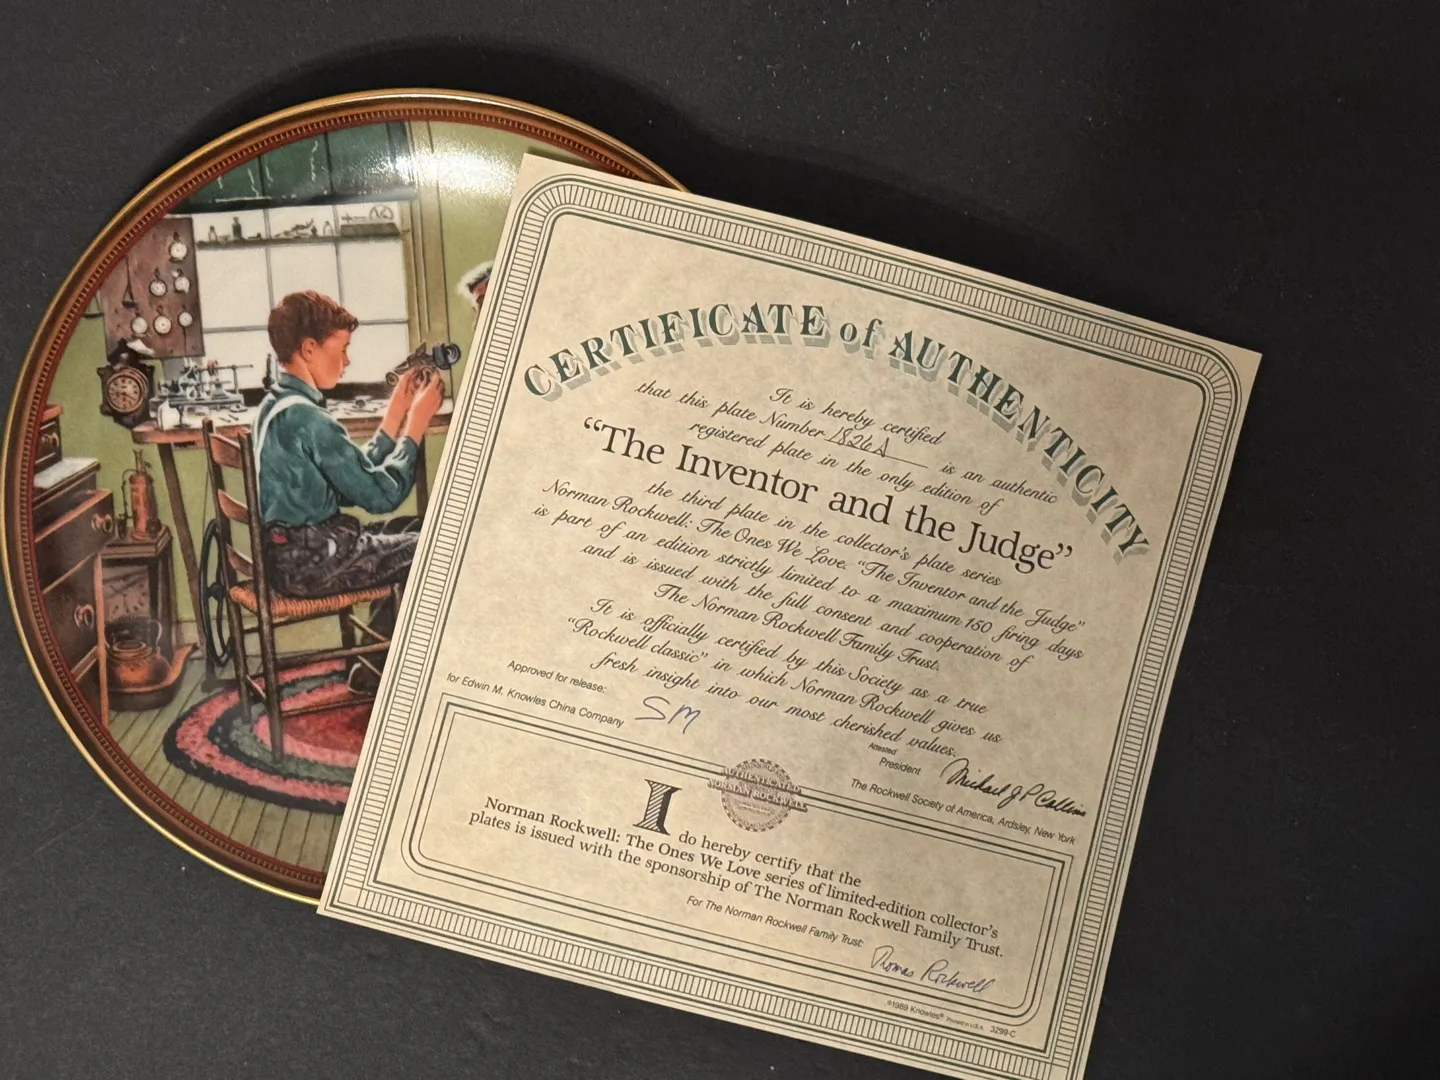 CERTIFICATE of AUTHENTICITY
It is hereby certified
that this plate Number 1826A is an authentic
registered plate in the only edition of
“The Inventor and the Judge”
the third plate in the collector's plate series
Norman Rockwell: The Ones We Love. “The Inventor and the Judge”
is part of an edition strictly limited to a maximum 150 firing days
and is issued with the full consent and cooperation of
The Norman Rockwell Family Trust.
It is officially certified by this Society as a true
“Rockwell classic” in which Norman Rockwell gives us
fresh insight into our most cherished values.
Approved for release:
for Edwin M. Knowles China Company SM
Attested
President Michael J P Collins
The Rockwell Society of America, Ardsley, New York
AUTHENTICATED
NORMAN ROCKWELL
I do hereby certify that the
Norman Rockwell: The Ones We Love series of limited-edition collector's
plates is issued with the sponsorship of The Norman Rockwell Family Trust.
For The Norman Rockwell Family Trust: Thomas Rockwell
©1989 Knowles® Printed in U.S.A. 3299-C